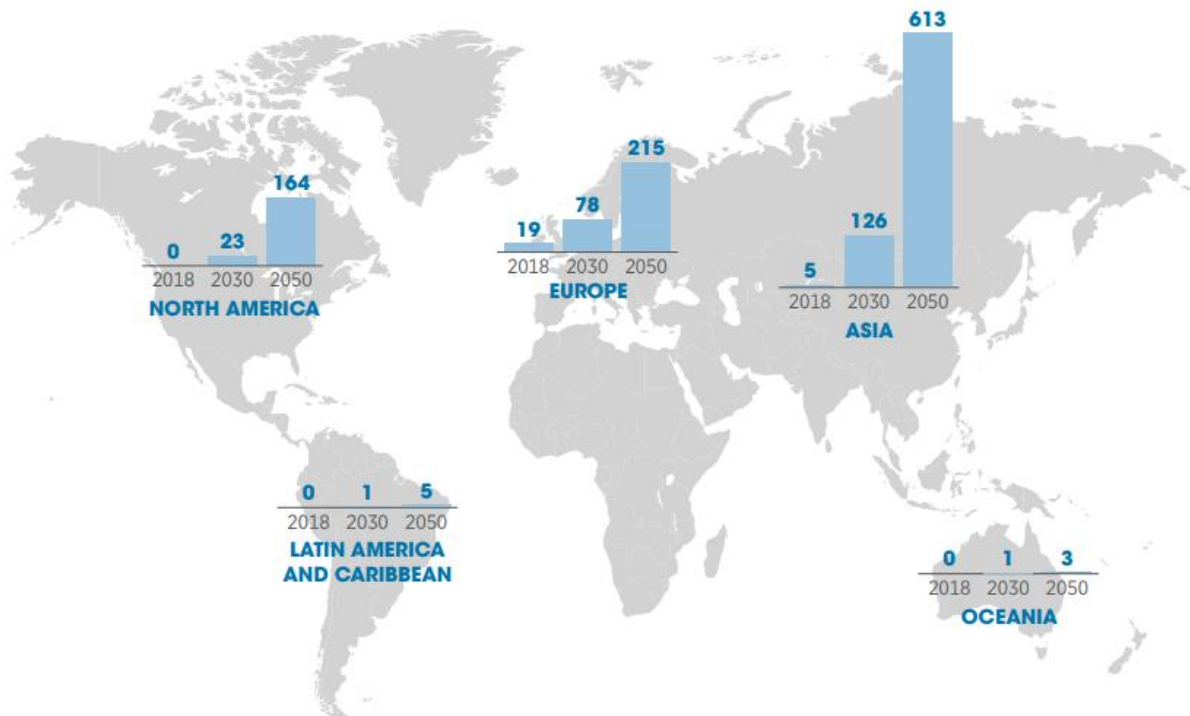 613
215
164
126
78
23
19
5
0
2018 2030 2050
NORTH AMERICA
2018 2030 2050
EUROPE
2018 2030 2050
ASIA
0 1 5
2018 2030 2050
LATIN AMERICA
AND CARIBBEAN
0 1 3
2018 2030 2050
OCEANIA